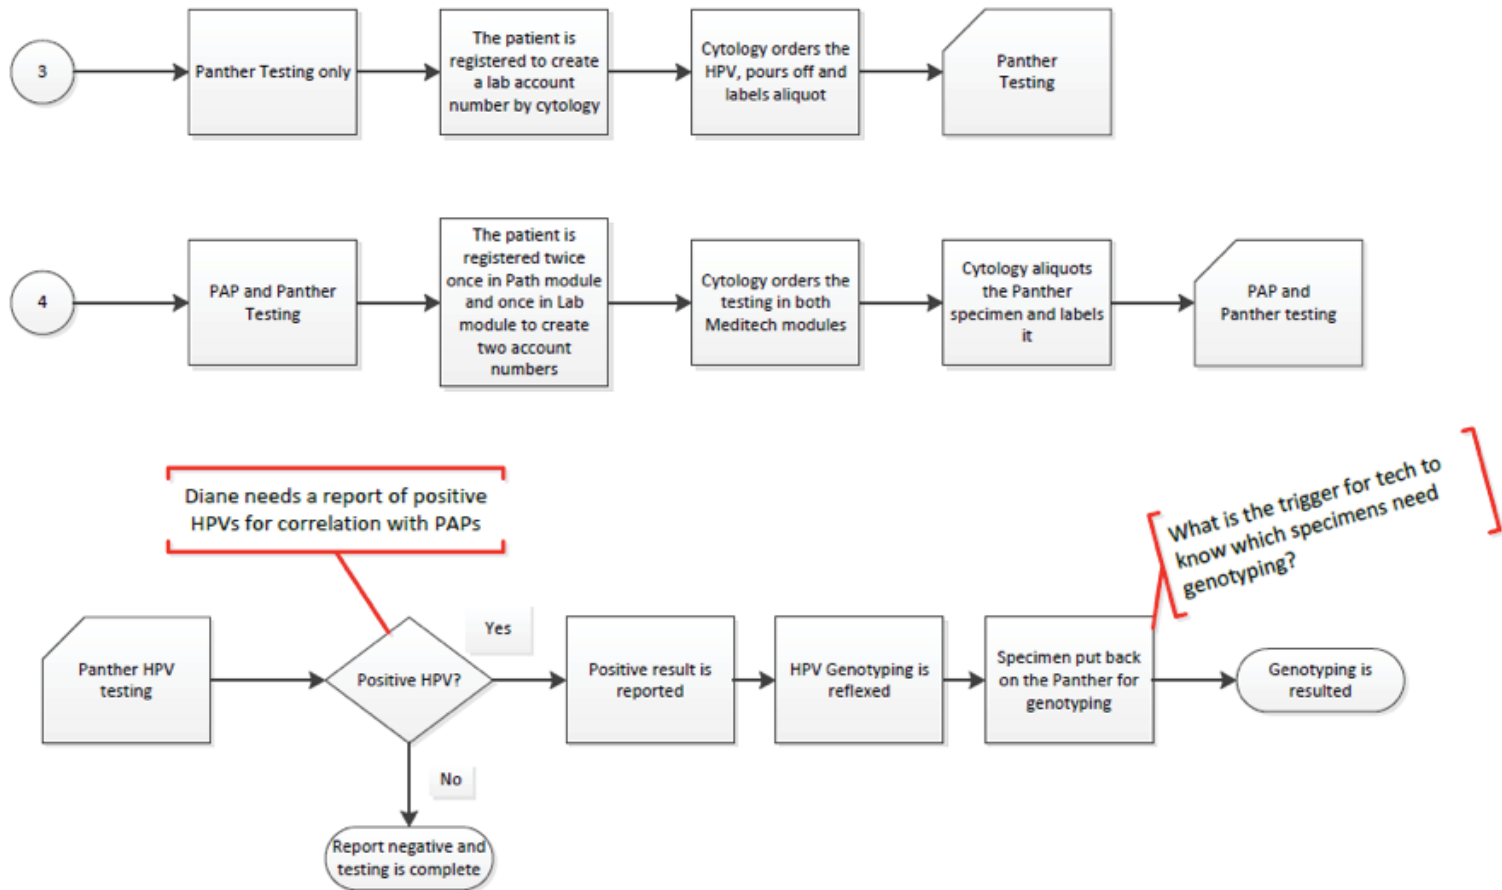 3
Panther Testing only
The patient is
registered to create
a lab account
number by cytology
Cytology orders the
HPV, pours off and
labels aliquot
Panther
Testing
4
PAP and Panther
Testing
The patient is
registered twice
once in Path module
and once in Lab
module to create
two account
numbers
Cytology orders the
testing in both
Meditech modules
Cytology aliquots
the Panther
specimen and labels
it
PAP and
Panther testing
Diane needs a report of positive
HPVs for correlation with PAPs
What is the trigger for tech to
know which specimens need
genotyping?
Panther HPV
testing
Positive HPV?
Yes
Positive result is
reported
HPV Genotyping is
reflexed
Specimen put back
on the Panther for
genotyping
Genotyping is
resulted
No
Report negative and
testing is complete